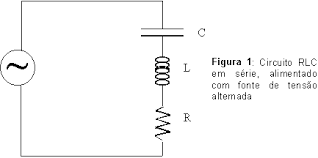 C
L
R
Figura 1: Circuito RLC
em série, alimentado
com fonte de tensão
alternada